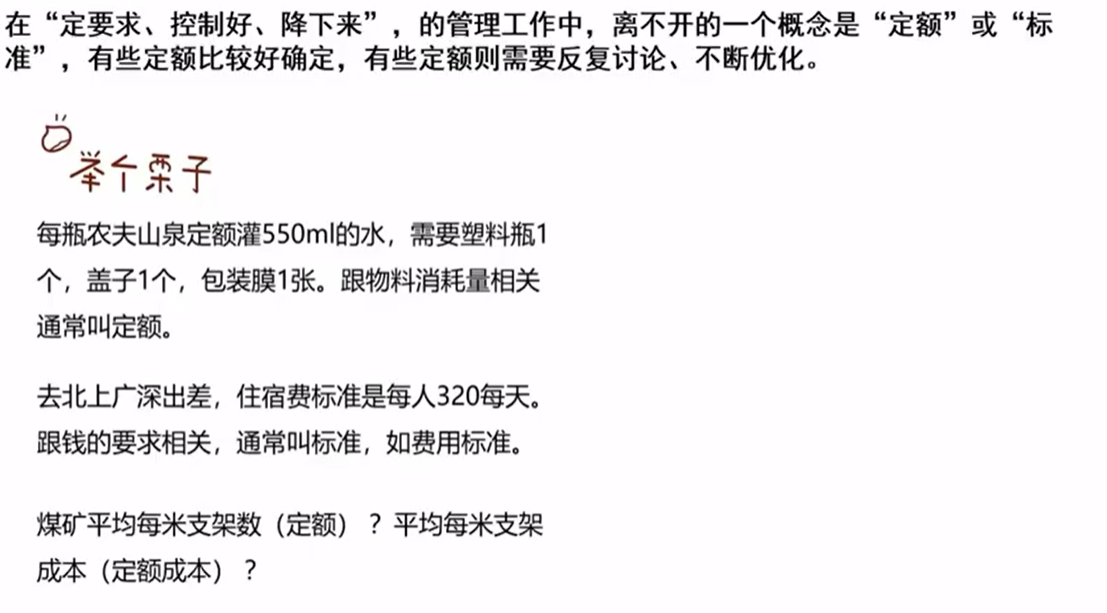 在“定要求、控制好、降下来”，的管理工作中，离不开的一个概念是“定额”或“标
准”，有些定额比较好确定，有些定额则需要反复讨论、不断优化。
举个栗子
每瓶农夫山泉定额灌550ml的水，需要塑料瓶1
个，盖子1个，包装膜1张。跟物料消耗量相关
通常叫定额。
去北上广深出差，住宿费标准是每人320每天。
跟钱的要求相关，通常叫标准，如费用标准。
煤矿平均每米支架数（定额）？平均每米支架
成本（定额成本）？